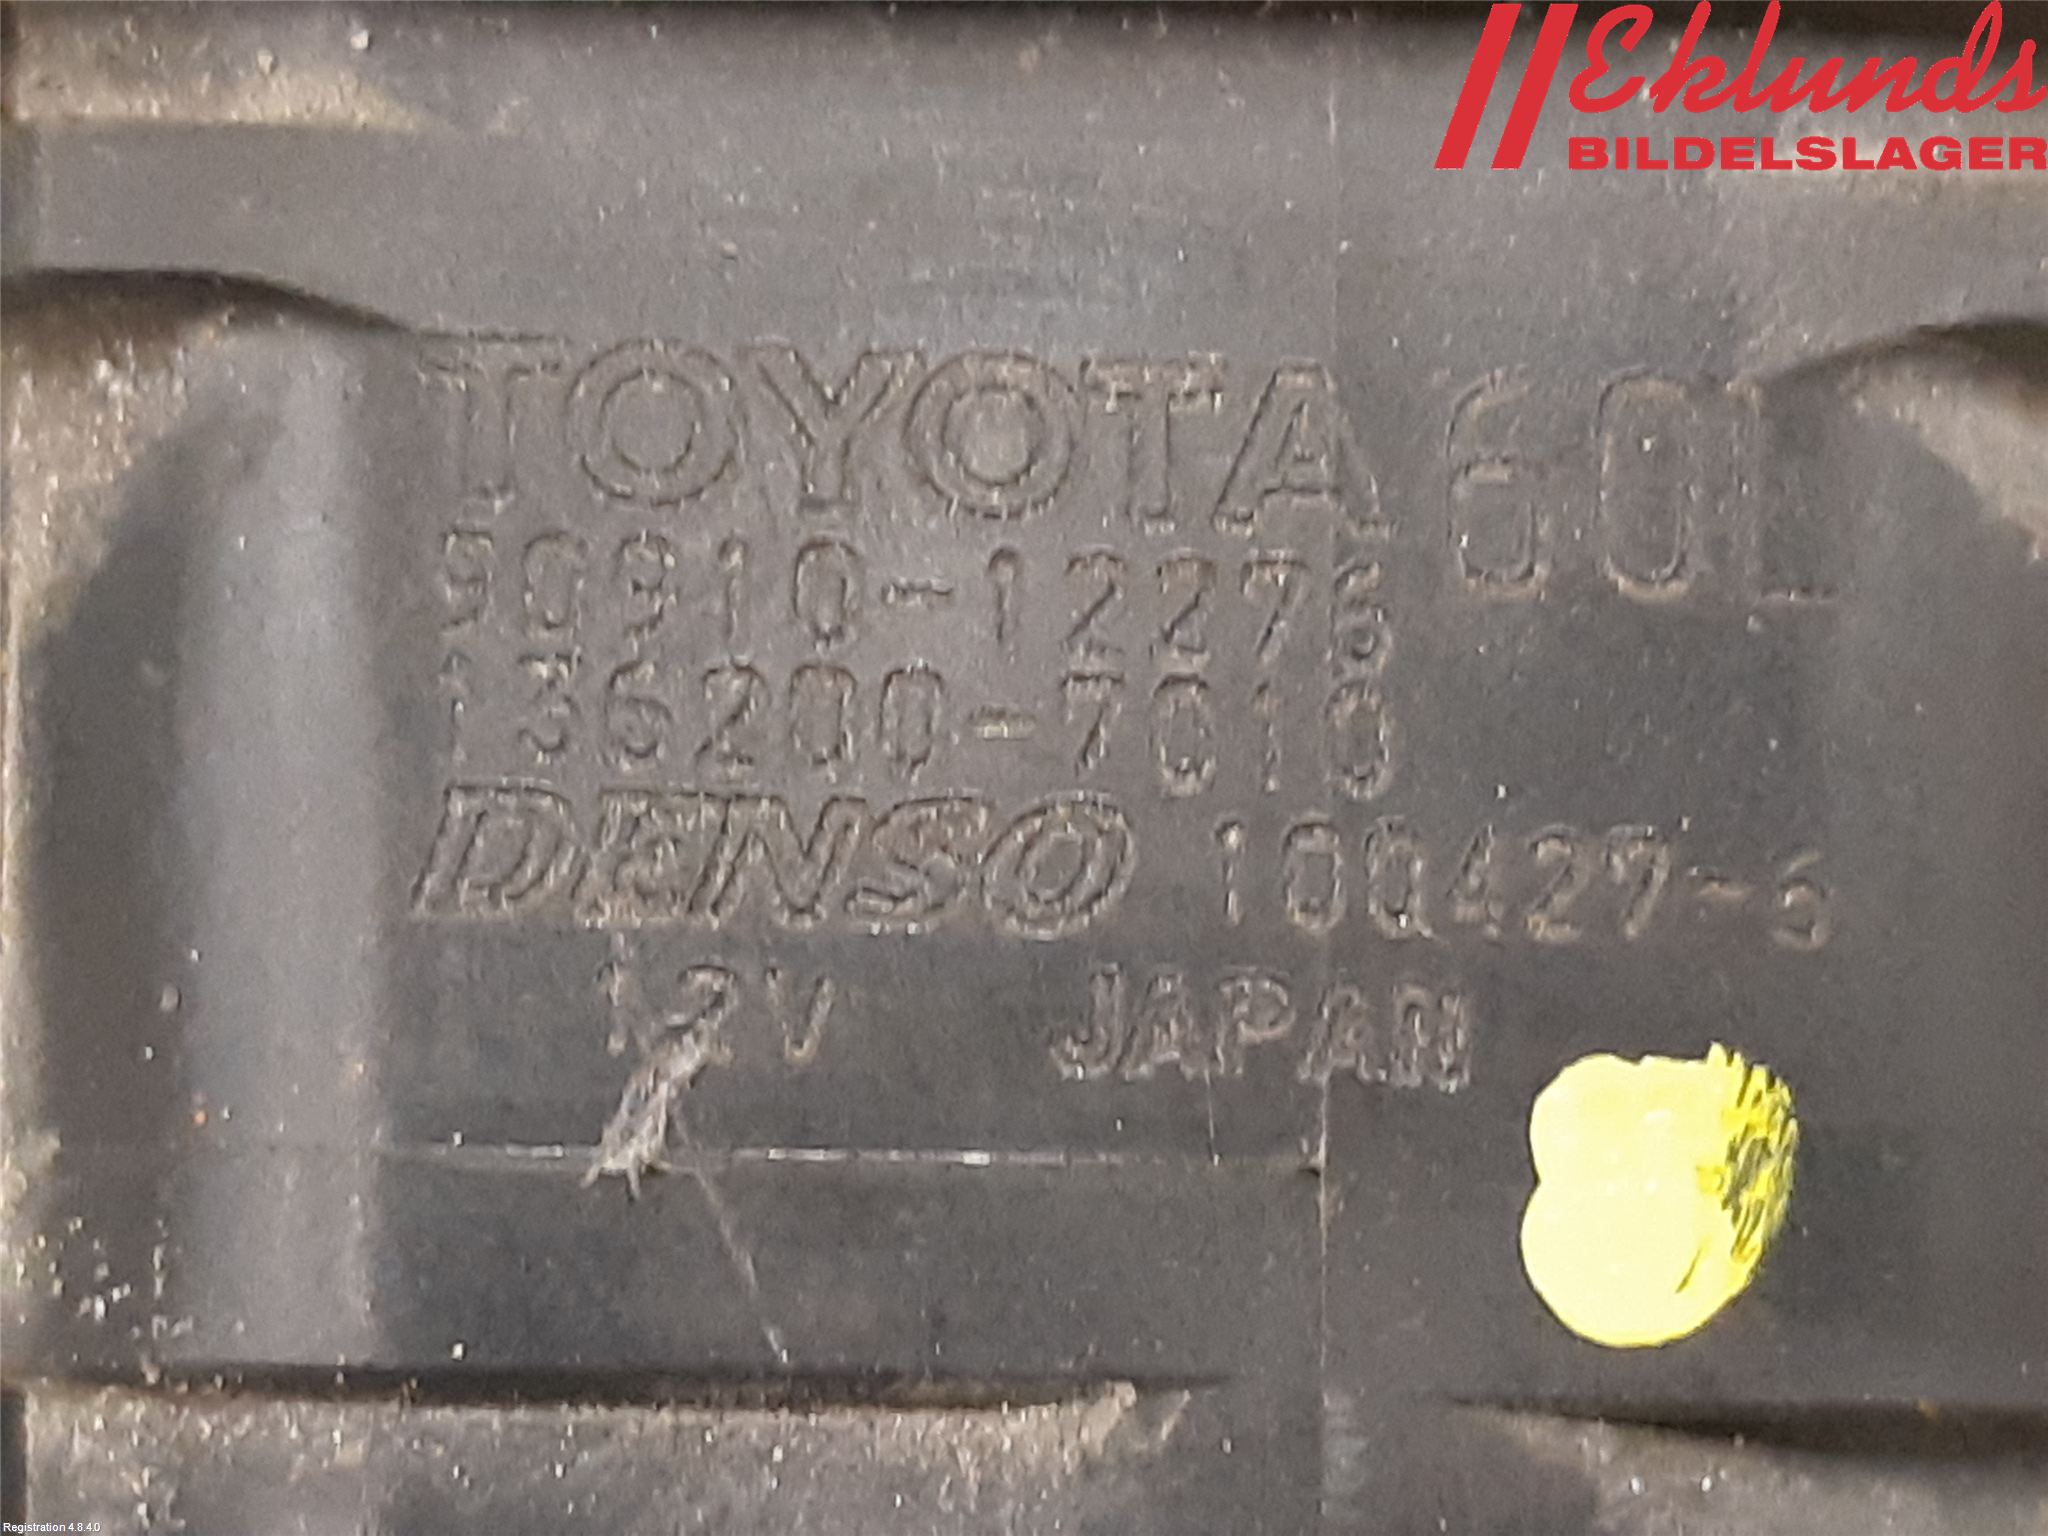 Eklunds
BILDELSLAGER
TOYOTA 60L
90910-12276
136200-7010
DENSO 100427-6
12V JAPAN
Registration 4.8.4.0